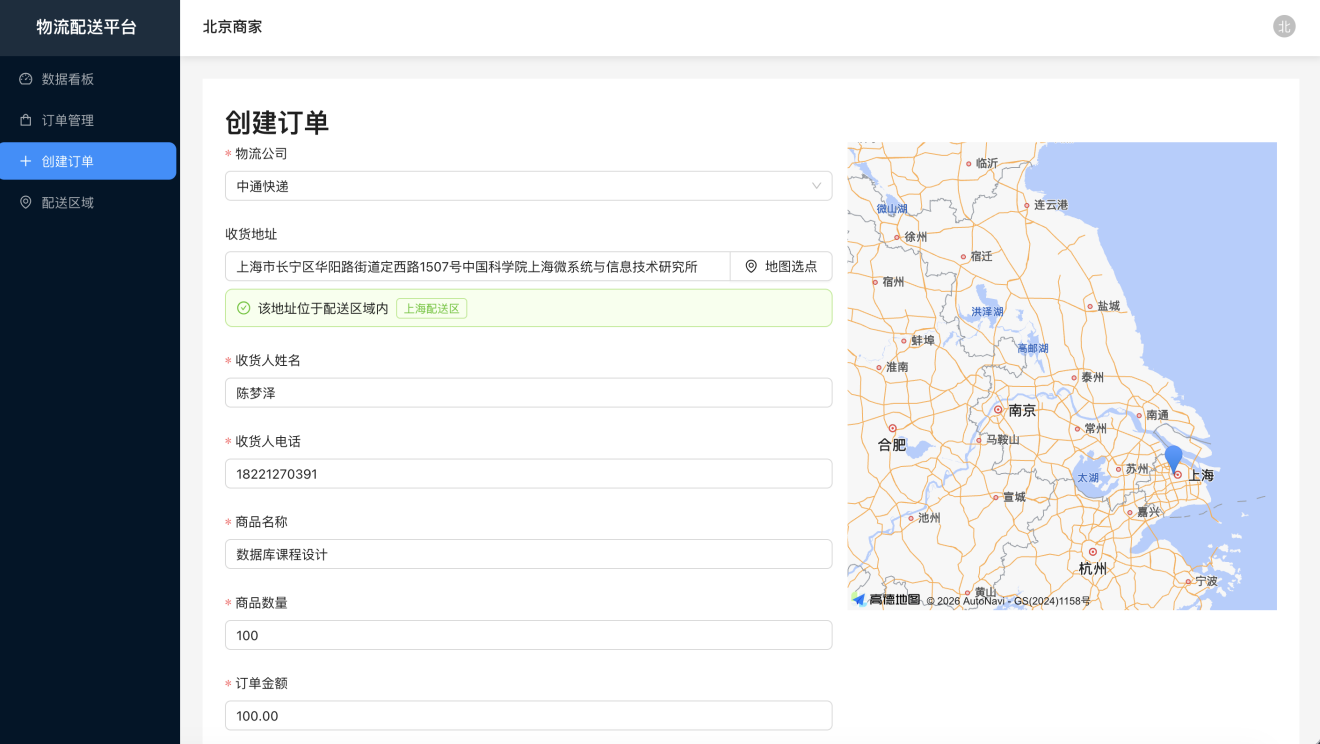 物流配送平台
北京商家
北
数据看板
订单管理
创建订单
配送区域
创建订单
* 物流公司
中通快递
收货地址
上海市长宁区华阳路街道定西路1507号中国科学院上海微系统与信息技术研究所
地图选点
该地址位于配送区域内 上海配送区
* 收货人姓名
陈梦泽
* 收货人电话
18221270391
* 商品名称
数据库课程设计
* 商品数量
100
* 订单金额
100.00
临沂
连云港
微山湖
徐州
宿迁
宿州
盐城
洪泽湖
蚌埠
高邮湖
淮南
泰州
南京
南通
常州
合肥
马鞍山
苏州
上海
太湖
宣城
嘉兴
池州
杭州
宁波
黄山
高德地图 © 2026 AutoNavi - GS(2024)1158号